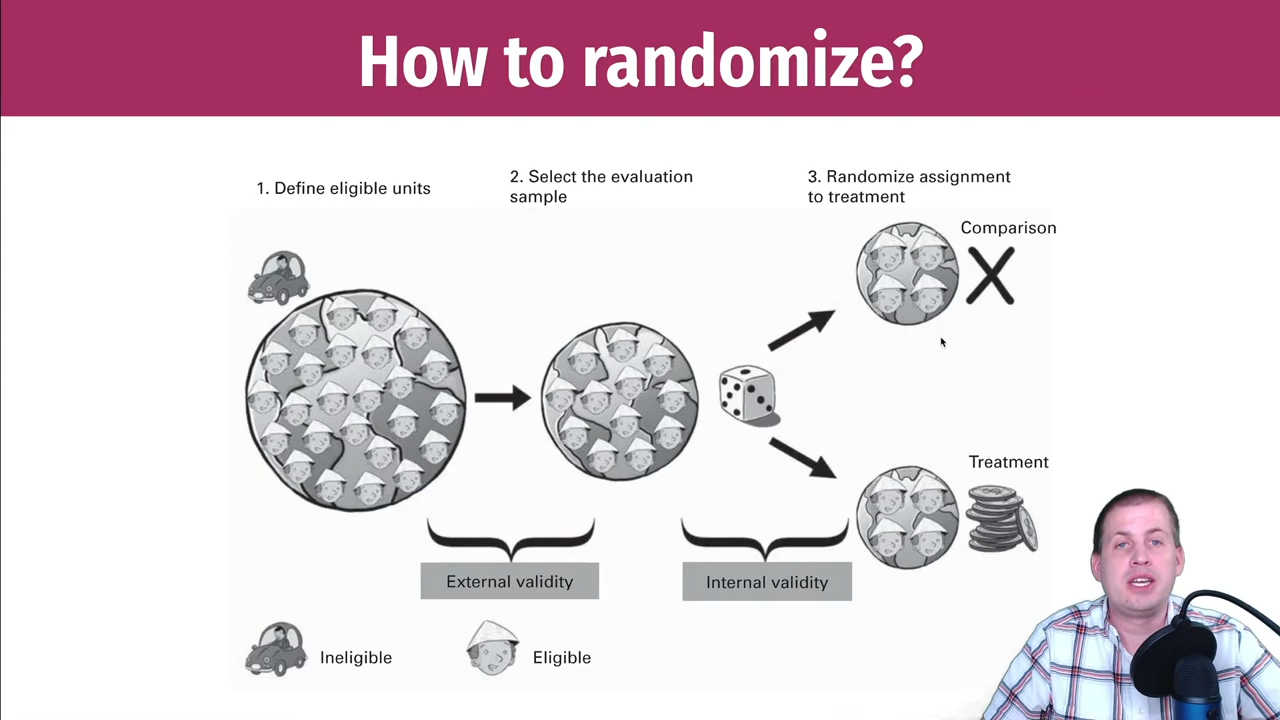 How to randomize?
1. Define eligible units
2. Select the evaluation
sample
3. Randomize assignment
to treatment
Comparison
Treatment
External validity
Internal validity
Ineligible
Eligible